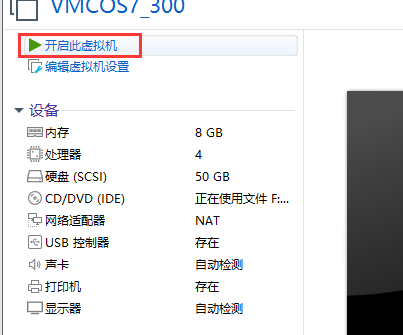 VMCOS7_300
开启此虚拟机
编辑虚拟机设置
设备
内存 8 GB
处理器 4
硬盘 (SCSI) 50 GB
CD/DVD (IDE) 正在使用文件 F:...
网络适配器 NAT
USB 控制器 存在
声卡 自动检测
打印机 存在
显示器 自动检测